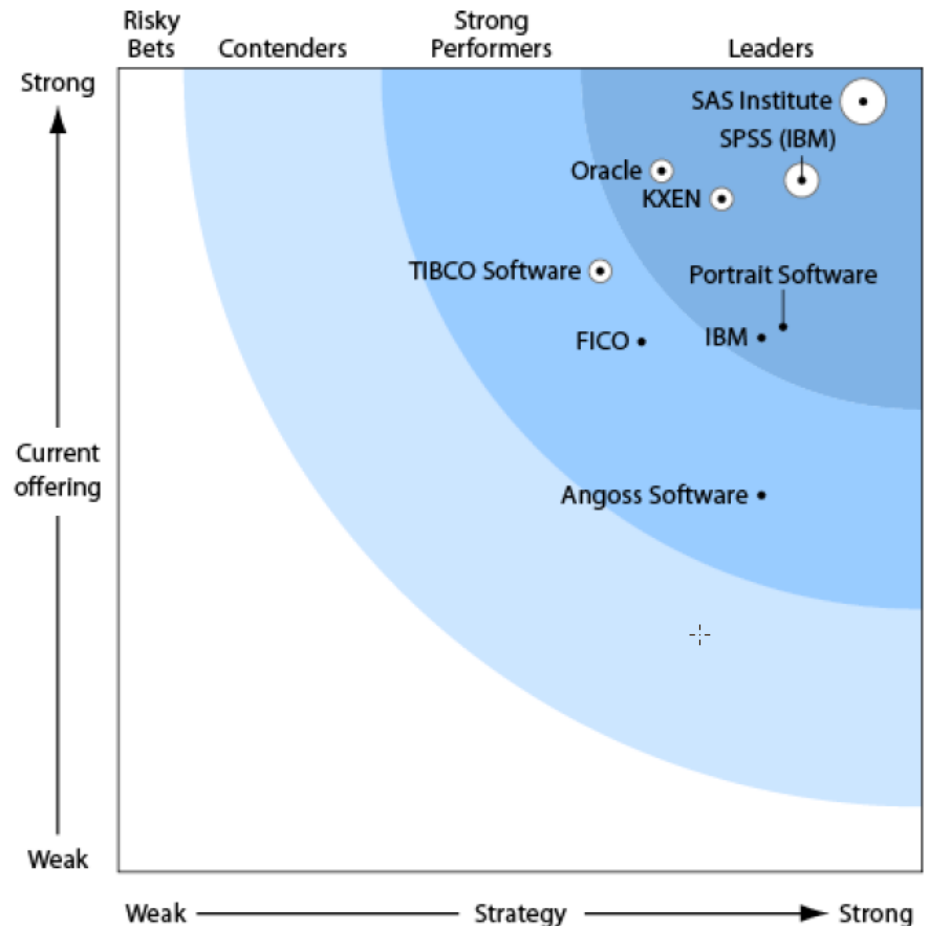 Risky
Bets
Contenders
Strong
Performers
Leaders
Strong
SAS Institute
SPSS (IBM)
Oracle
KXEN
TIBCO Software
Portrait Software
FICO
IBM
Current
offering
Angoss Software
Weak
Weak
Strategy
Strong